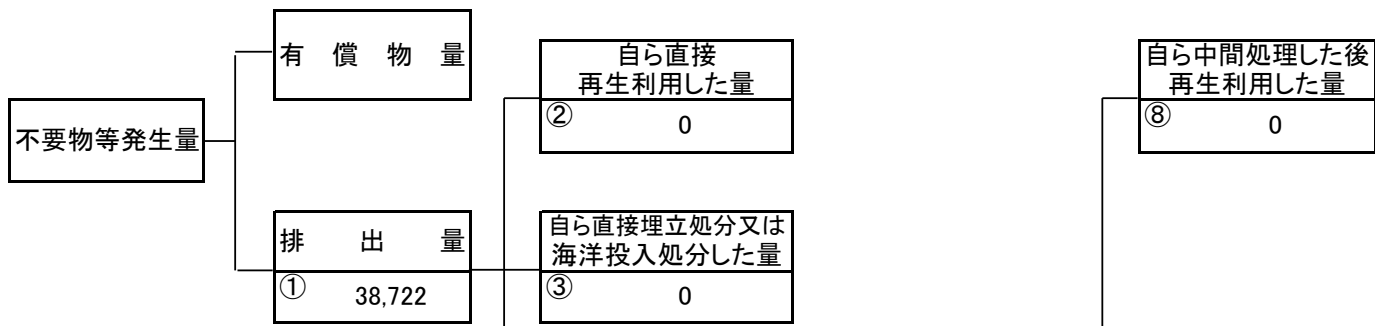 不要物等発生量
有償物量
排出量
① 38,722
自ら直接
再生利用した量
② 0
自ら直接埋立処分又は
海洋投入処分した量
③ 0
自ら中間処理した後
再生利用した量
⑧ 0